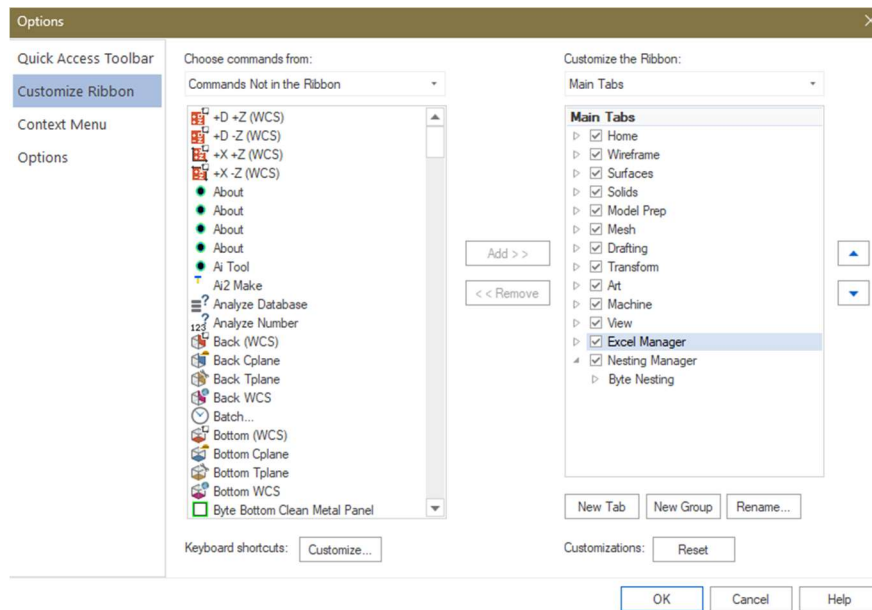 Options
Quick Access Toolbar
Customize Ribbon
Context Menu
Options
Choose commands from:
Commands Not in the Ribbon
+D +Z (WCS)
+D -Z (WCS)
+X +Z (WCS)
+X -Z (WCS)
About
About
About
About
Ai Tool
Ai2 Make
Analyze Database
123 Analyze Number
Back (WCS)
Back Cplane
Back Tplane
Back WCS
Batch...
Bottom (WCS)
Bottom Cplane
Bottom Tplane
Bottom WCS
Byte Bottom Clean Metal Panel
Keyboard shortcuts: Customize...
Add > >
< < Remove
Customize the Ribbon:
Main Tabs
Main Tabs
Home
Wireframe
Surfaces
Solids
Model Prep
Mesh
Drafting
Transform
Art
Machine
View
Excel Manager
Nesting Manager
Byte Nesting
New Tab New Group Rename...
Customizations: Reset
OK Cancel Help